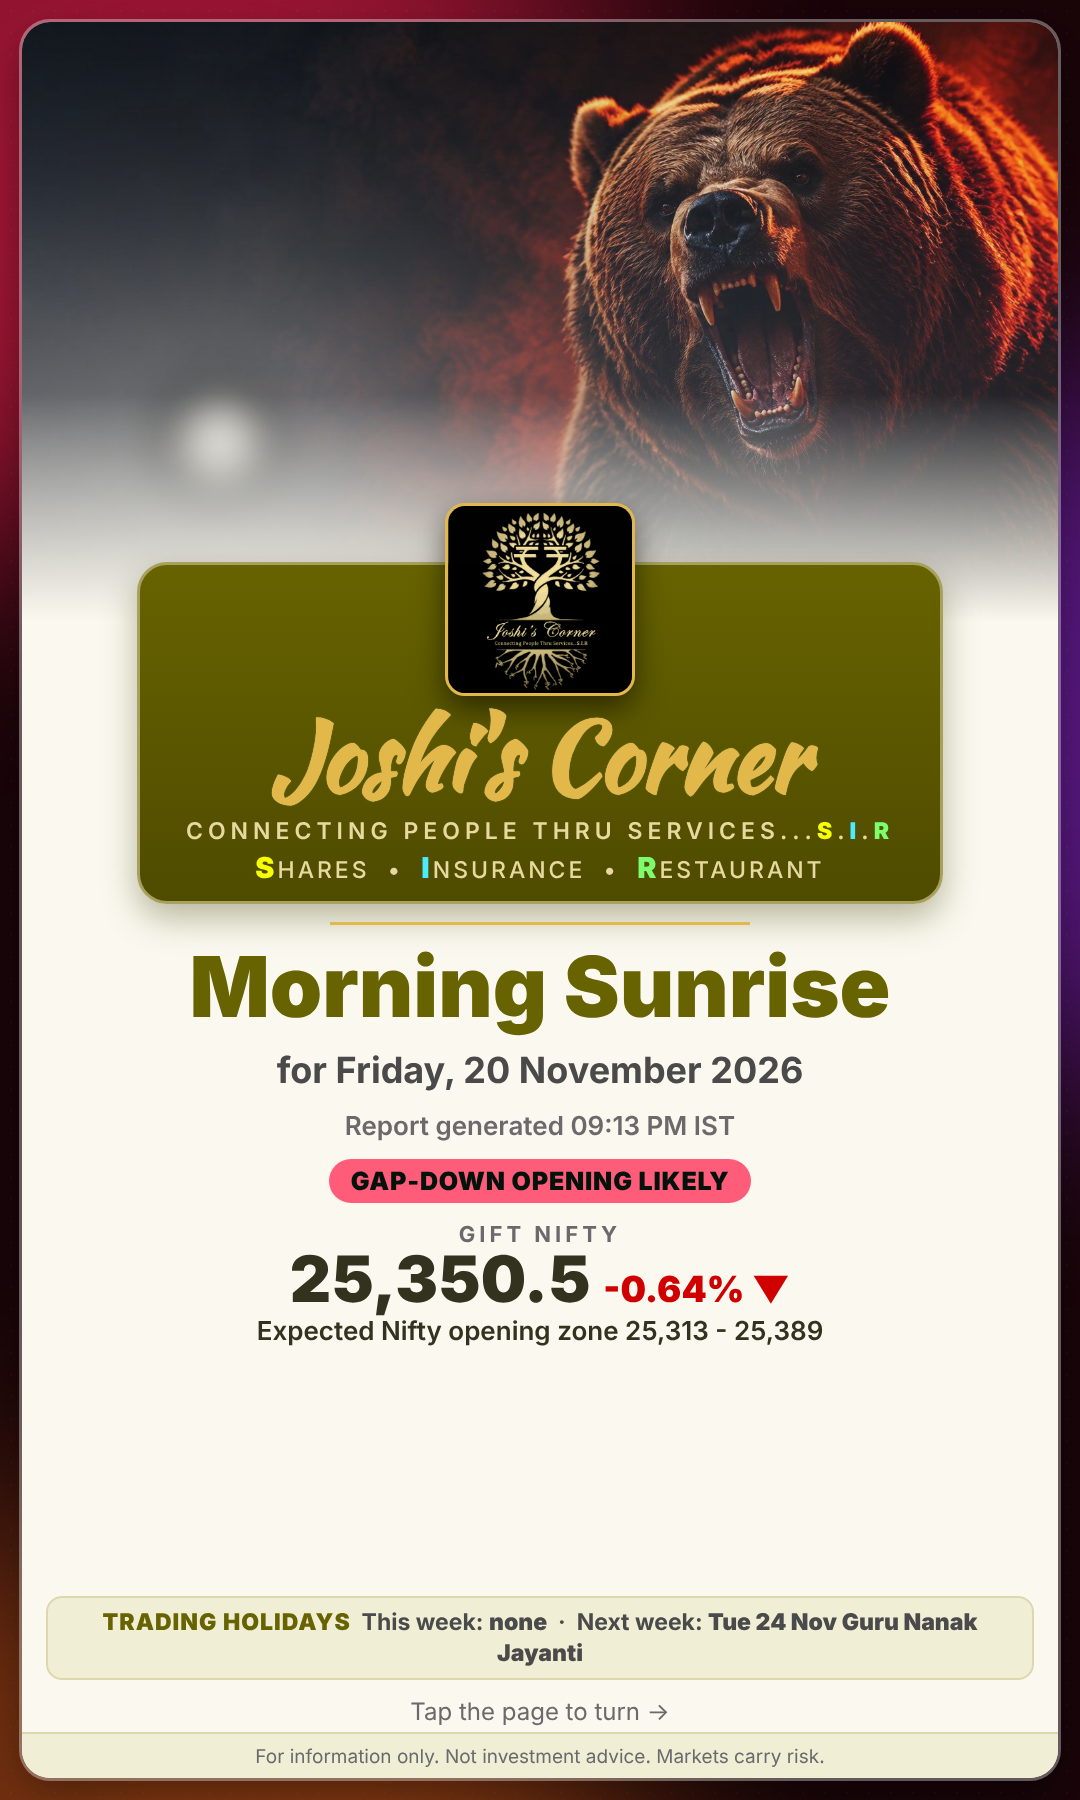 Joshi's Corner
Connecting People Thru Services...S.I.R
Joshi's Corner
CONNECTING PEOPLE THRU SERVICES...S.I.R
SHARES • INSURANCE • RESTAURANT
Morning Sunrise
for Friday, 20 November 2026
Report generated 09:13 PM IST
GAP-DOWN OPENING LIKELY
GIFT NIFTY
25,350.5 -0.64% ▼
Expected Nifty opening zone 25,313 - 25,389
TRADING HOLIDAYS This week: none · Next week: Tue 24 Nov Guru Nanak
Jayanti
Tap the page to turn →
For information only. Not investment advice. Markets carry risk.